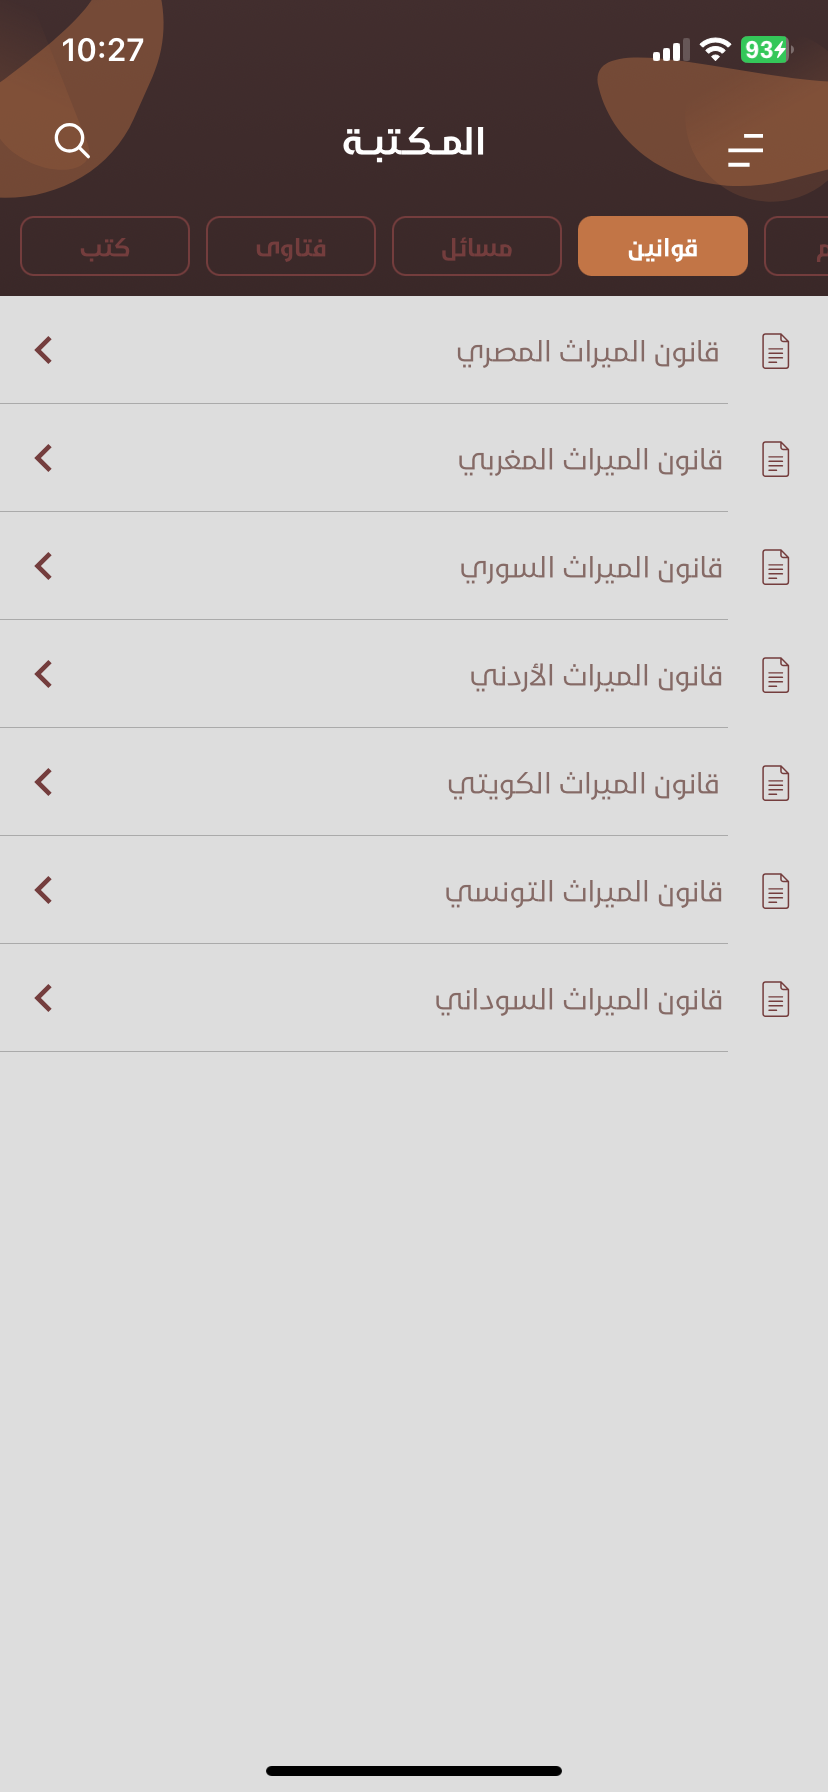 10:27
93
المكتبة
قوانين
مسائل
فتاوى
كتب
قانون الميراث المصري
قانون الميراث المغربي
قانون الميراث السوري
قانون الميراث الأردني
قانون الميراث الكويتي
قانون الميراث التونسي
قانون الميراث السوداني